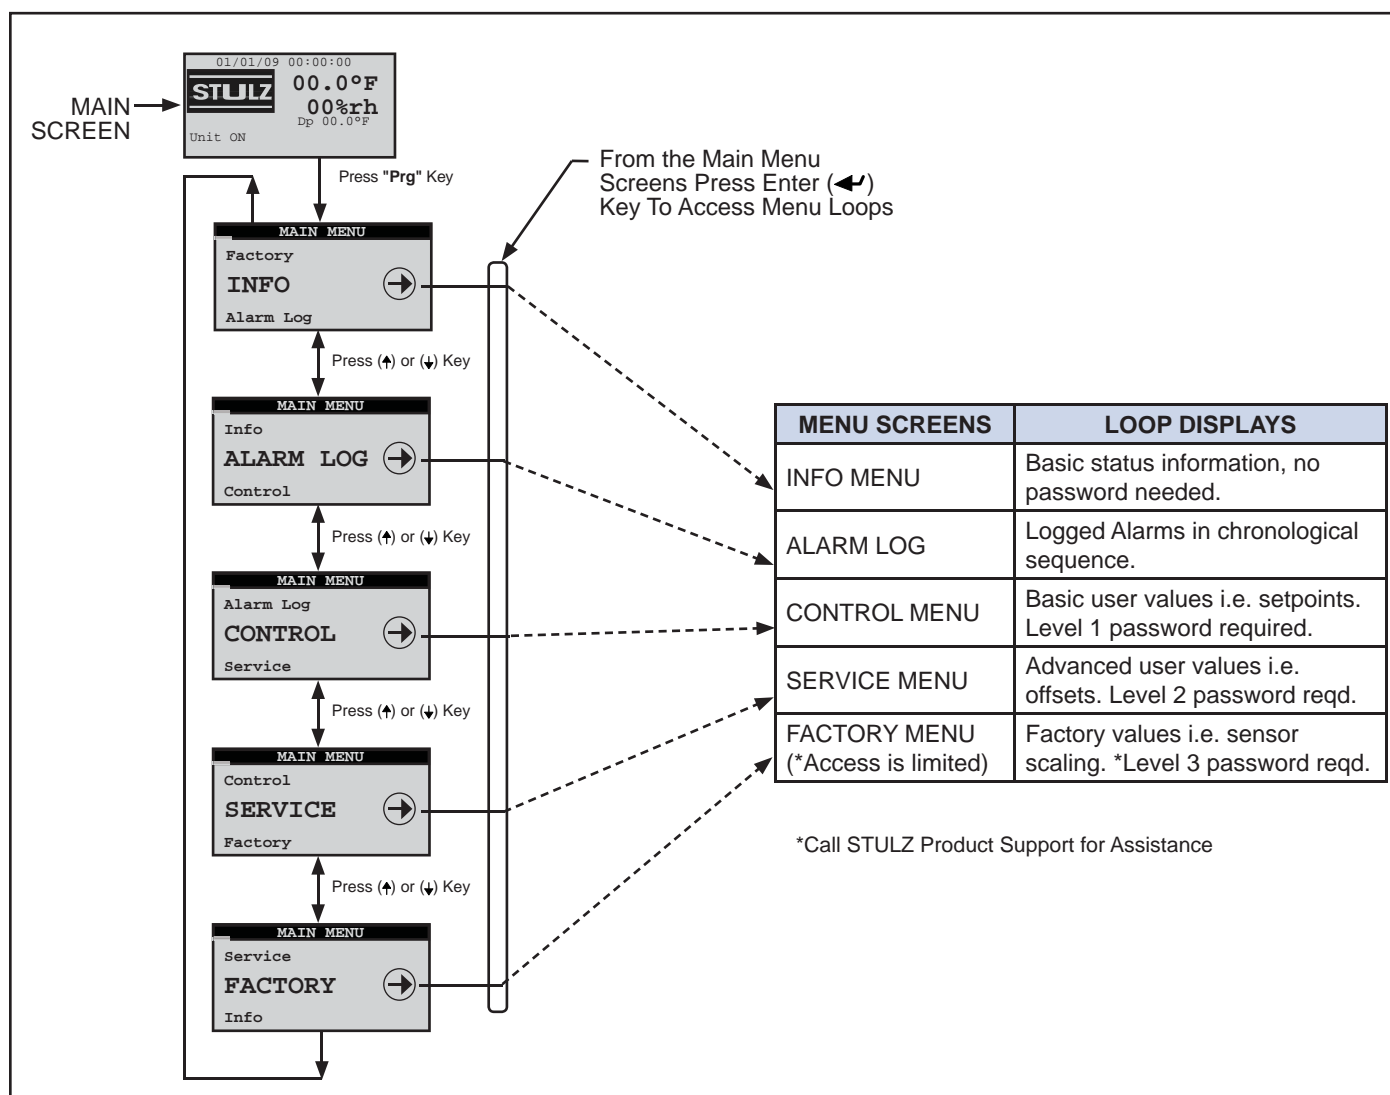 01/01/09 00:00:00
STULZ
00.0°F
00%rh
Dp 00.0°F
Unit ON
MAIN
SCREEN
Press "Prg" Key
From the Main Menu
Screens Press Enter (↵)
Key To Access Menu Loops
MAIN MENU
Factory
INFO
Alarm Log
Press (↑) or (↓) Key
MAIN MENU
Info
ALARM LOG
Control
Press (↑) or (↓) Key
MAIN MENU
Alarm Log
CONTROL
Service
Press (↑) or (↓) Key
MAIN MENU
Control
SERVICE
Factory
Press (↑) or (↓) Key
MAIN MENU
Service
FACTORY
Info
MENU SCREENS
LOOP DISPLAYS
INFO MENU
Basic status information, no
password needed.
ALARM LOG
Logged Alarms in chronological
sequence.
CONTROL MENU
Basic user values i.e. setpoints.
Level 1 password required.
SERVICE MENU
Advanced user values i.e.
offsets. Level 2 password reqd.
FACTORY MENU
(*Access is limited)
Factory values i.e. sensor
scaling. *Level 3 password reqd.
*Call STULZ Product Support for Assistance